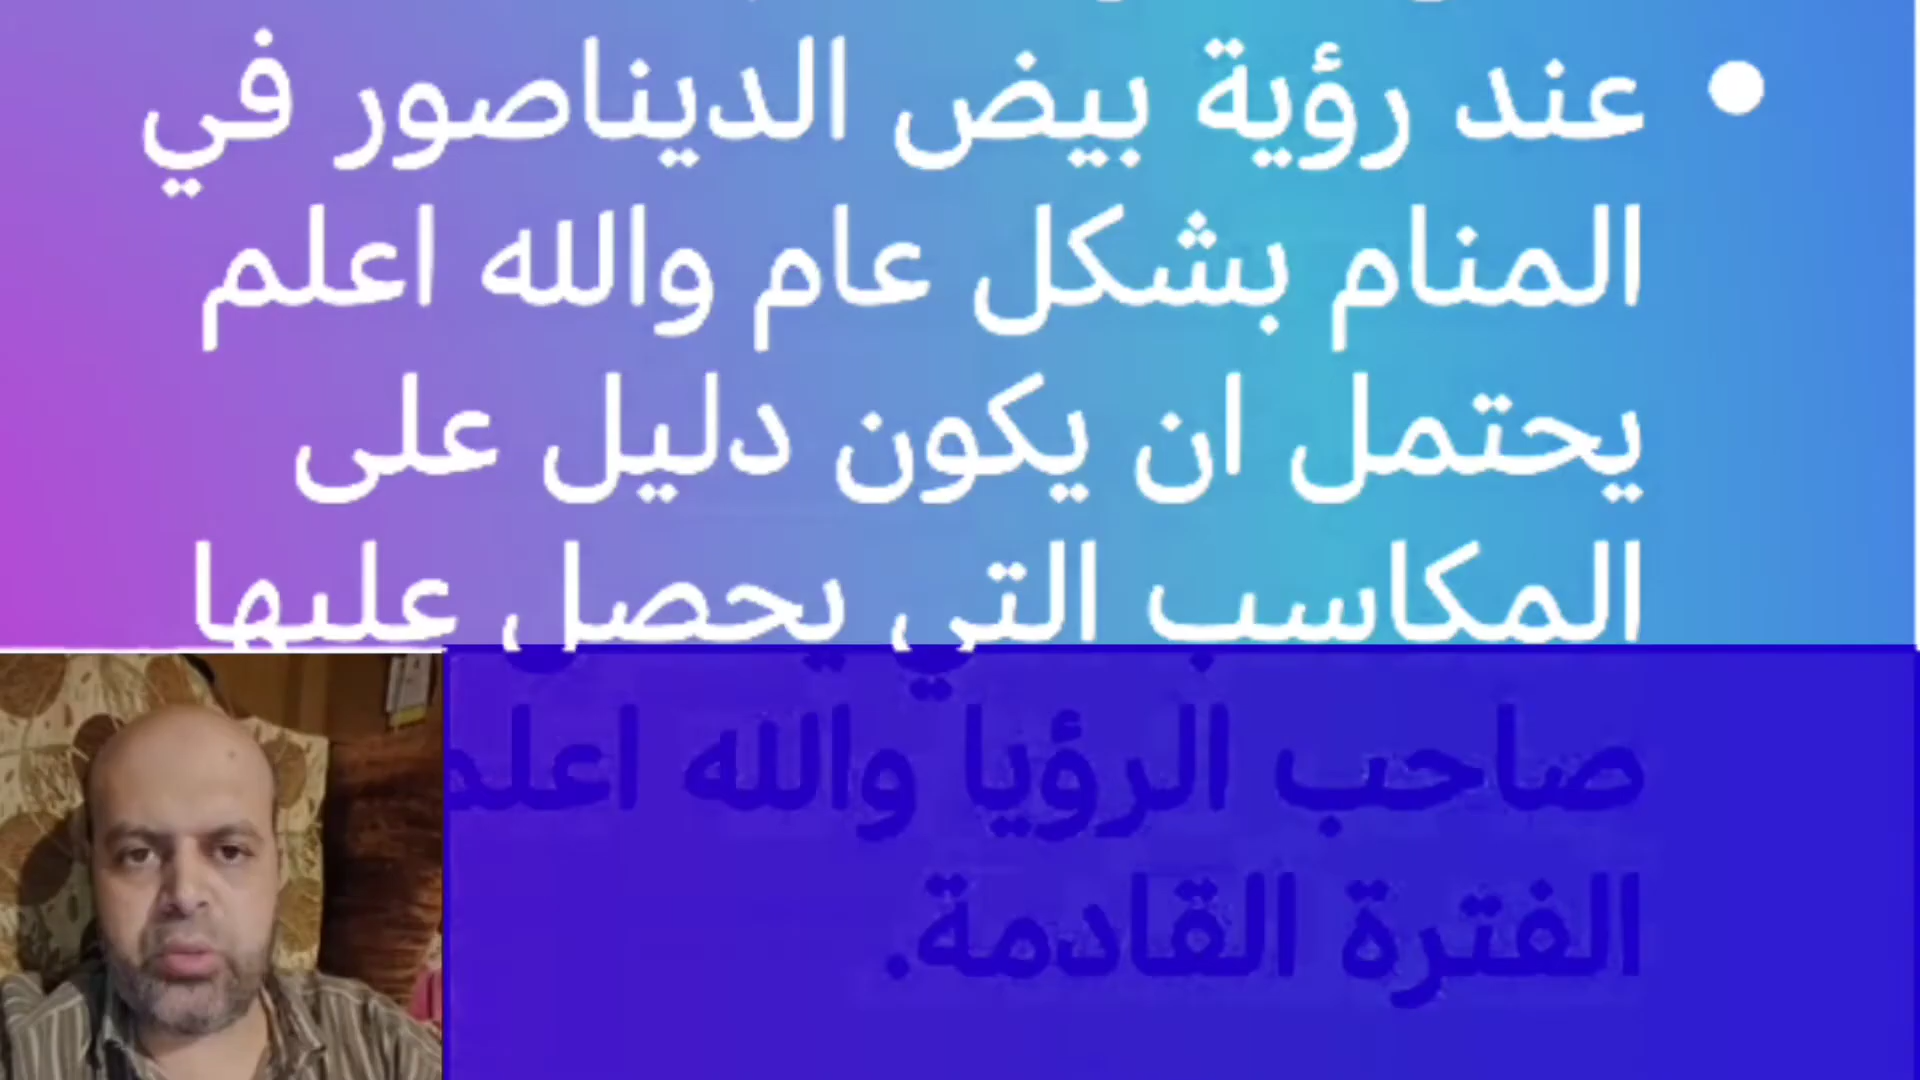 • عند رؤية بيض الديناصور في
المنام بشكل عام والله اعلم
يحتمل ان يكون دليل على
المكاسب التي يحصل عليها
صاحب الرؤيا والله اعلم
الفترة القادمة.